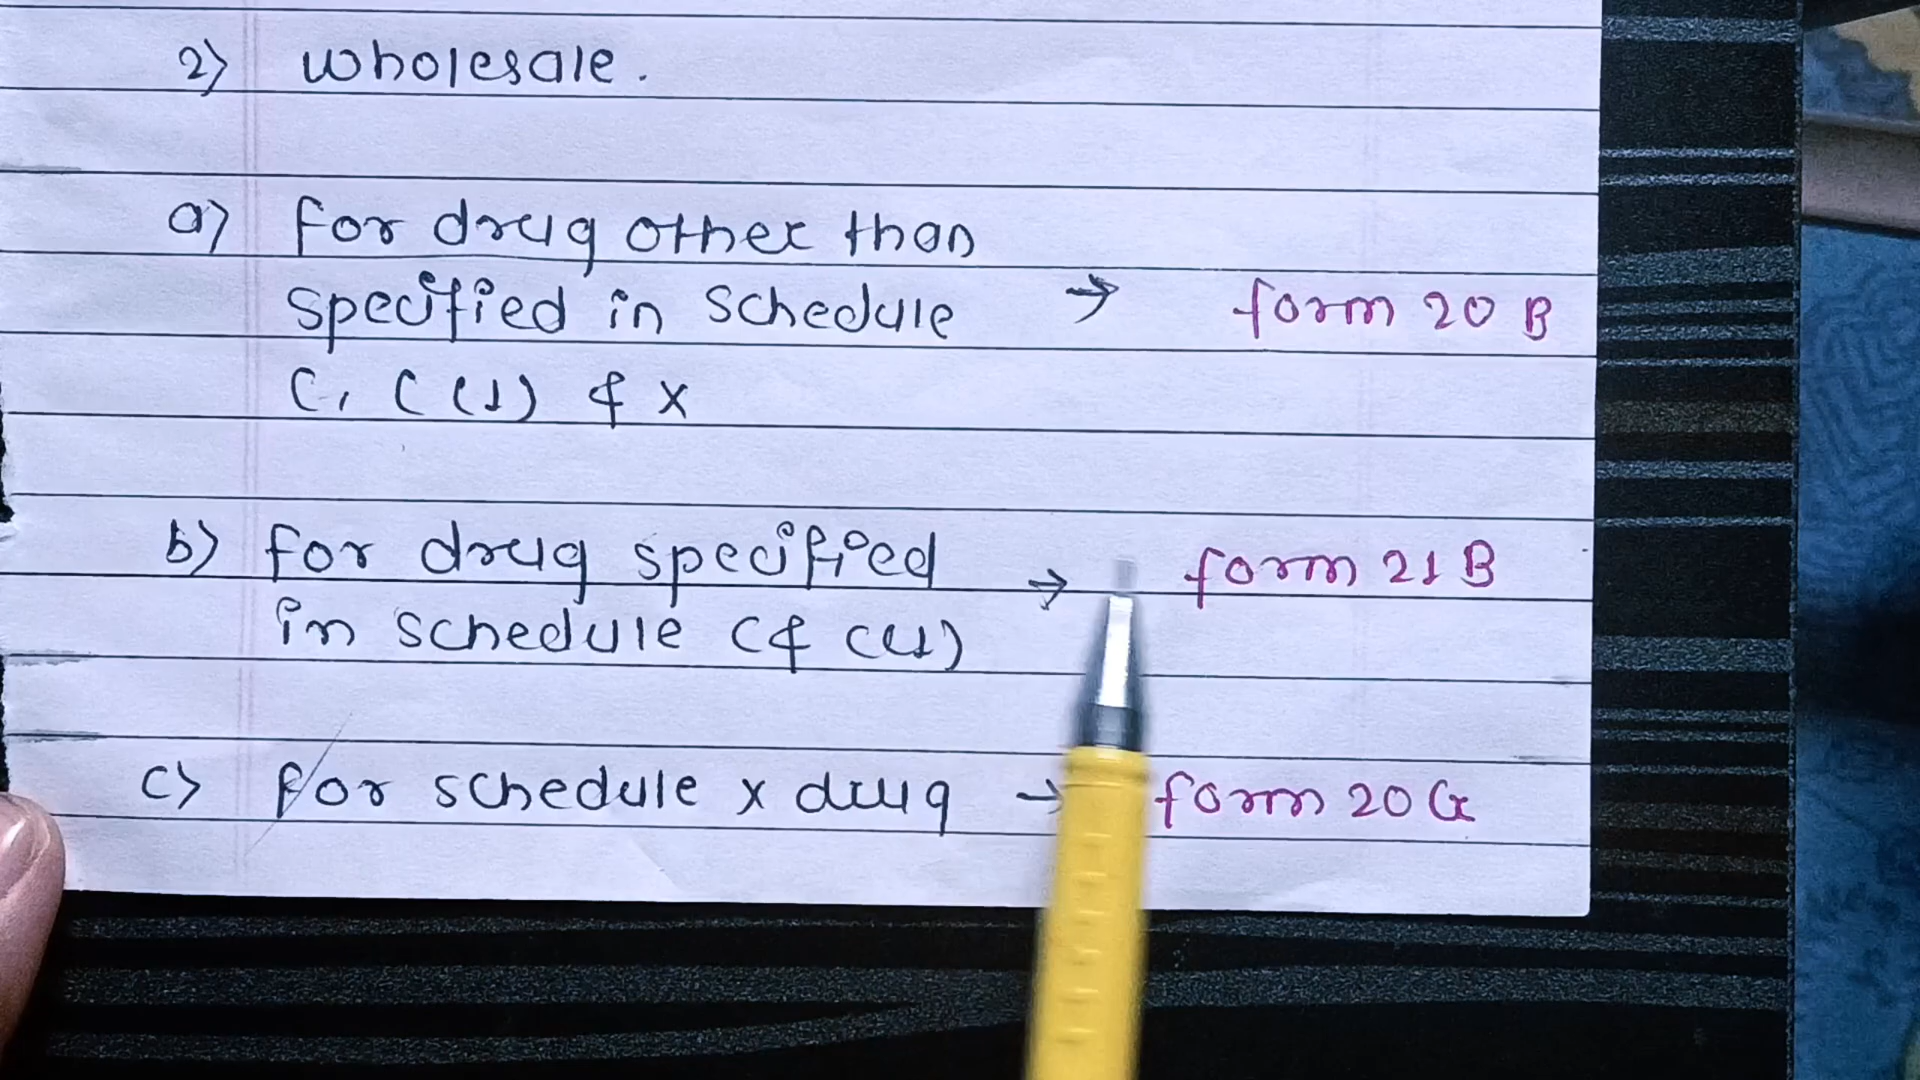 2) wholesale.
a) for drug other than
specified in schedule → form 20 B
C, C (1) & x
b) for drug specified → form 21 B
in schedule C & C(1)
c) for schedule x drug → form 20 G